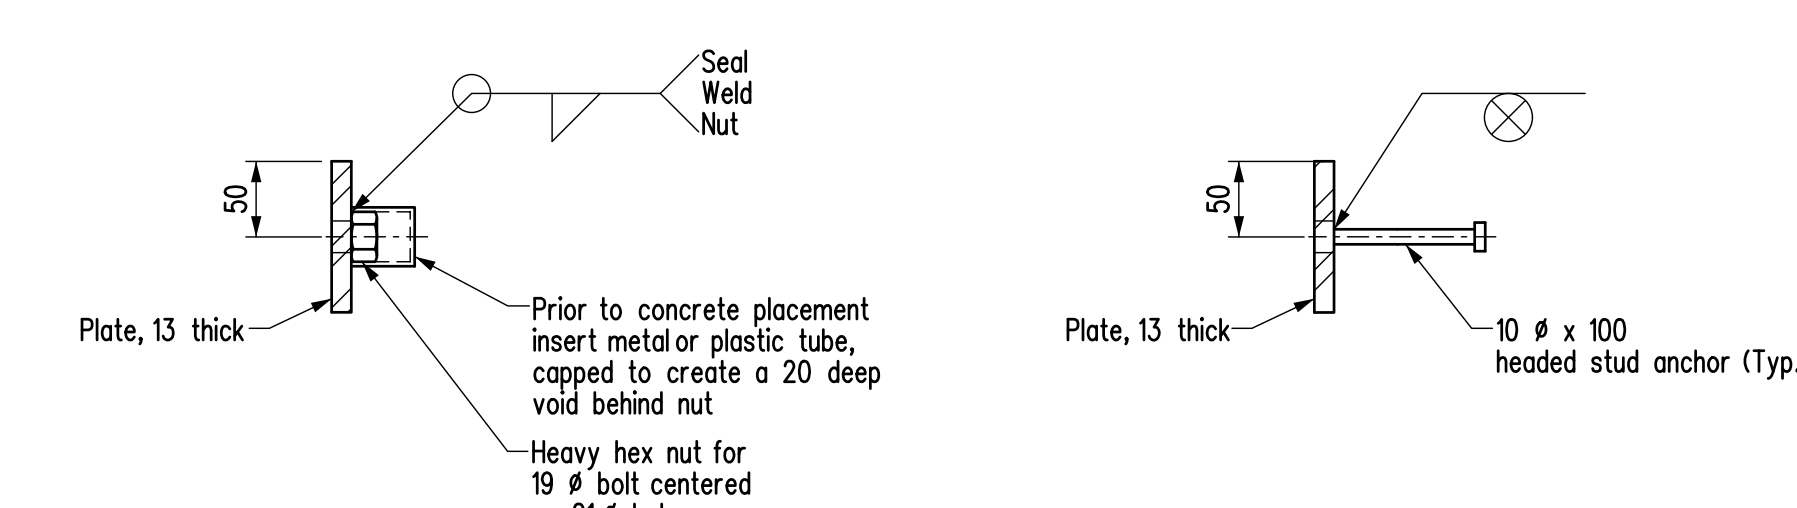 Seal
Weld
Nut
50
Plate, 13 thick
Prior to concrete placement
insert metal or plastic tube,
capped to create a 20 deep
void behind nut
Heavy hex nut for
19 ø bolt centered
50
Plate, 13 thick
10 ø x 100
headed stud anchor (Typ.